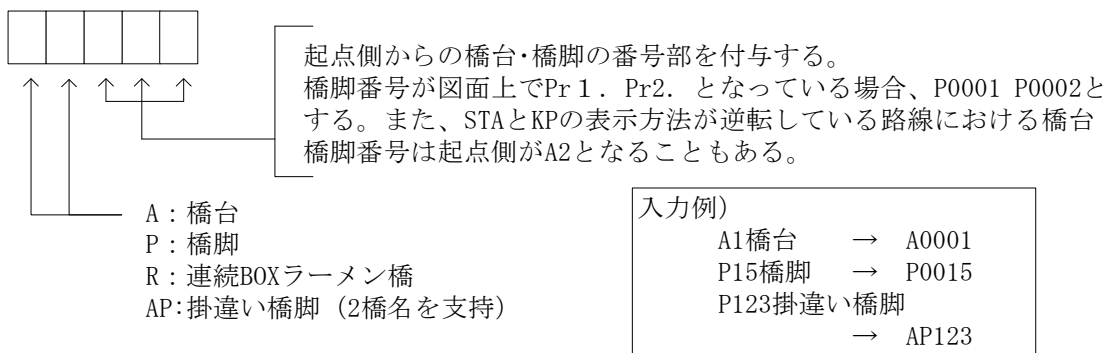 起点側からの橋台･橋脚の番号部を付与する。
橋脚番号が図面上でPr１．Pr2．となっている場合、P0001 P0002と
する。また、STAとKPの表示方法が逆転している路線における橋台
橋脚番号は起点側がA2となることもある。
A：橋台
P：橋脚
R：連続BOXラーメン橋
AP:掛違い橋脚（2橋名を支持）
入力例）
A1橋台 → A0001
P15橋脚 → P0015
P123掛違い橋脚
→ AP123